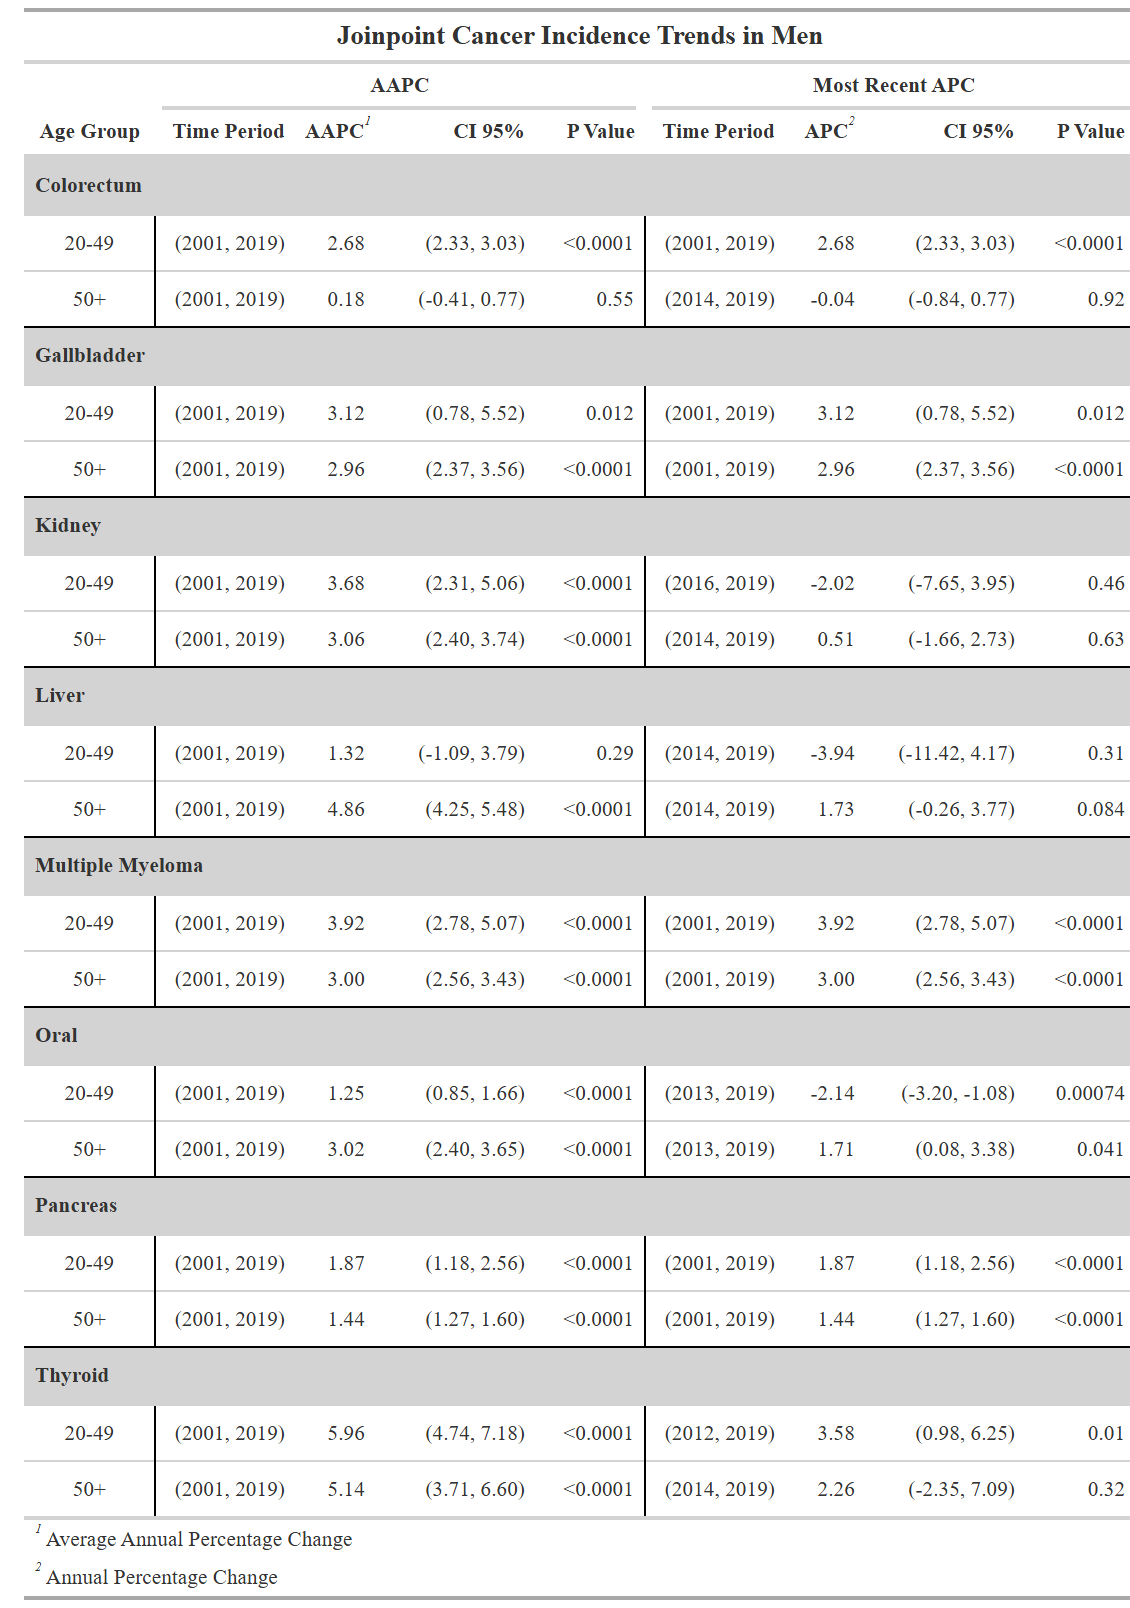 Joinpoint Cancer Incidence Trends in Men
AAPC Most Recent APC
Age Group Time Period AAPC1 CI 95% P Value Time Period APC2 CI 95% P Value
Colorectum
20-49 (2001, 2019) 2.68 (2.33, 3.03) <0.0001 (2001, 2019) 2.68 (2.33, 3.03) <0.0001
50+ (2001, 2019) 0.18 (-0.41, 0.77) 0.55 (2014, 2019) -0.04 (-0.84, 0.77) 0.92
Gallbladder
20-49 (2001, 2019) 3.12 (0.78, 5.52) 0.012 (2001, 2019) 3.12 (0.78, 5.52) 0.012
50+ (2001, 2019) 2.96 (2.37, 3.56) <0.0001 (2001, 2019) 2.96 (2.37, 3.56) <0.0001
Kidney
20-49 (2001, 2019) 3.68 (2.31, 5.06) <0.0001 (2016, 2019) -2.02 (-7.65, 3.95) 0.46
50+ (2001, 2019) 3.06 (2.40, 3.74) <0.0001 (2014, 2019) 0.51 (-1.66, 2.73) 0.63
Liver
20-49 (2001, 2019) 1.32 (-1.09, 3.79) 0.29 (2014, 2019) -3.94 (-11.42, 4.17) 0.31
50+ (2001, 2019) 4.86 (4.25, 5.48) <0.0001 (2014, 2019) 1.73 (-0.26, 3.77) 0.084
Multiple Myeloma
20-49 (2001, 2019) 3.92 (2.78, 5.07) <0.0001 (2001, 2019) 3.92 (2.78, 5.07) <0.0001
50+ (2001, 2019) 3.00 (2.56, 3.43) <0.0001 (2001, 2019) 3.00 (2.56, 3.43) <0.0001
Oral
20-49 (2001, 2019) 1.25 (0.85, 1.66) <0.0001 (2013, 2019) -2.14 (-3.20, -1.08) 0.00074
50+ (2001, 2019) 3.02 (2.40, 3.65) <0.0001 (2013, 2019) 1.71 (0.08, 3.38) 0.041
Pancreas
20-49 (2001, 2019) 1.87 (1.18, 2.56) <0.0001 (2001, 2019) 1.87 (1.18, 2.56) <0.0001
50+ (2001, 2019) 1.44 (1.27, 1.60) <0.0001 (2001, 2019) 1.44 (1.27, 1.60) <0.0001
Thyroid
20-49 (2001, 2019) 5.96 (4.74, 7.18) <0.0001 (2012, 2019) 3.58 (0.98, 6.25) 0.01
50+ (2001, 2019) 5.14 (3.71, 6.60) <0.0001 (2014, 2019) 2.26 (-2.35, 7.09) 0.32
1 Average Annual Percentage Change
2 Annual Percentage Change